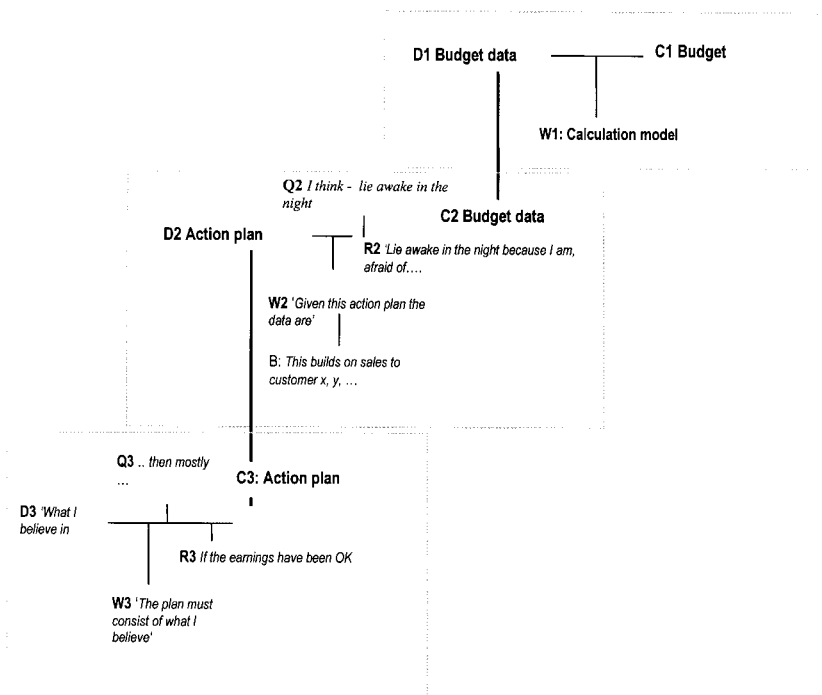 D1 Budget data
C1 Budget
W1: Calculation model
Q2 I think - lie awake in the
night
C2 Budget data
D2 Action plan
R2 'Lie awake in the night because I am,
afraid of….
W2 'Given this action plan the
data are'
B: This builds on sales to
customer x, y, …
Q3 .. then mostly
…
C3: Action plan
D3 'What I
believe in
R3 If the earnings have been OK
W3 'The plan must
consist of what I
believe'